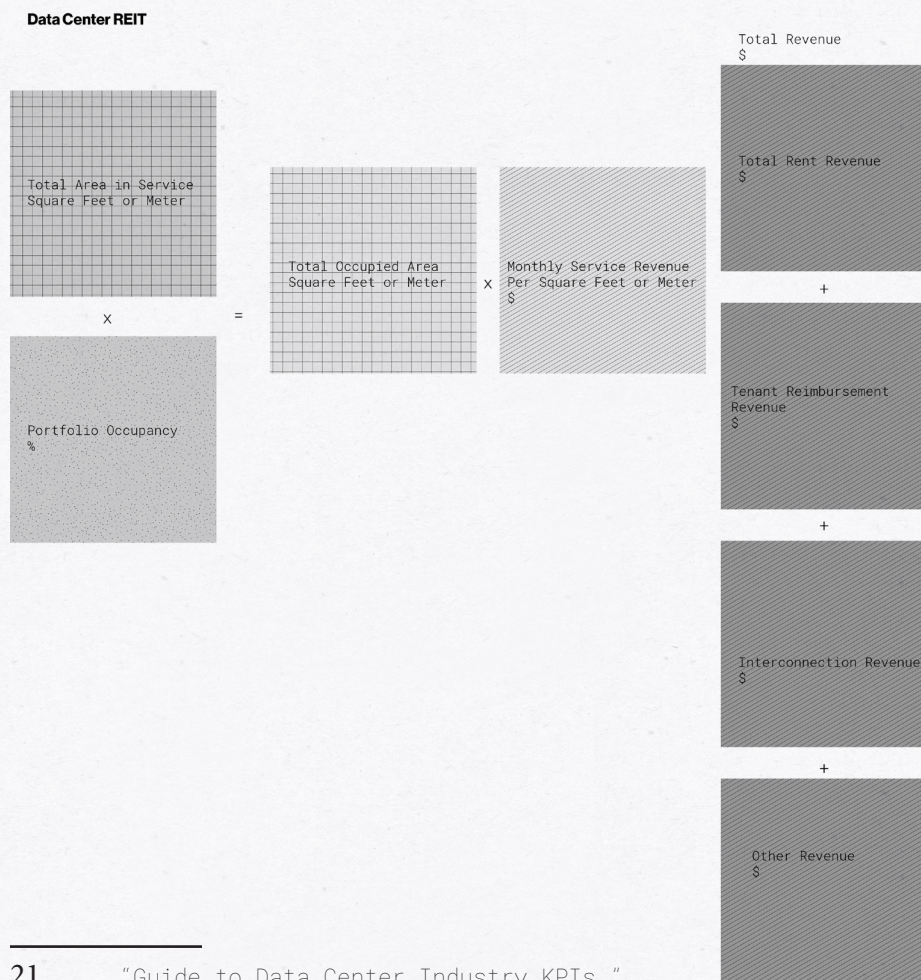 Data Center REIT
Total Revenue
$
Total Area in Service
Square Feet or Meter
x
Portfolio Occupancy
%
=
Total Occupied Area
Square Feet or Meter
x
Monthly Service Revenue
Per Square Feet or Meter
$
Total Rent Revenue
$
+
Tenant Reimbursement
Revenue
$
+
Interconnection Revenue
$
+
Other Revenue
$
21
"Guide to Data Center Industry KPIs "